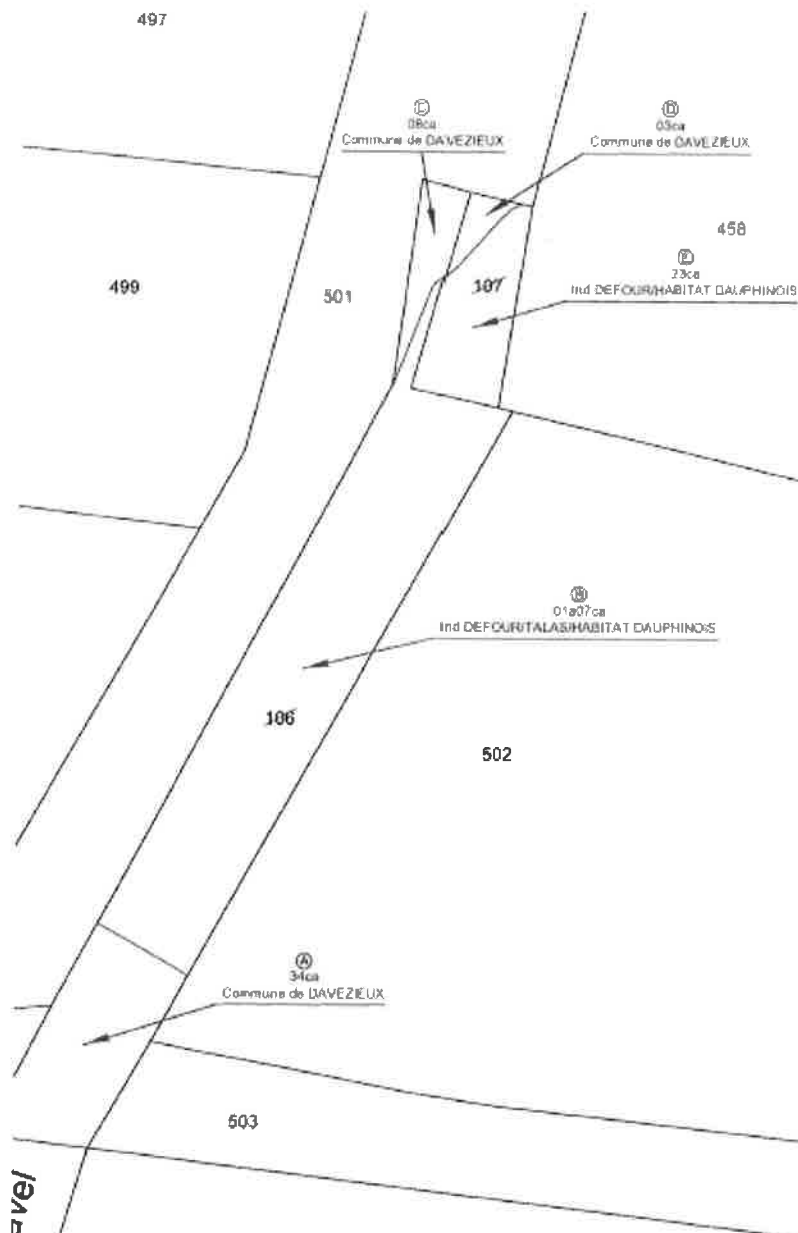 497
Ⓒ
08ca
Commune de DAVEZIEUX
Ⓓ
03ca
Commune de DAVEZIEUX
458
Ⓔ
23ca
Ind DEFOUR/HABITAT DAUPHINOIS
499
501
107
Ⓑ
01a07ca
Ind DEFOUR/TALAS/HABITAT DAUPHINOIS
106
502
Ⓐ
34ca
Commune de DAVEZIEUX
503
avel